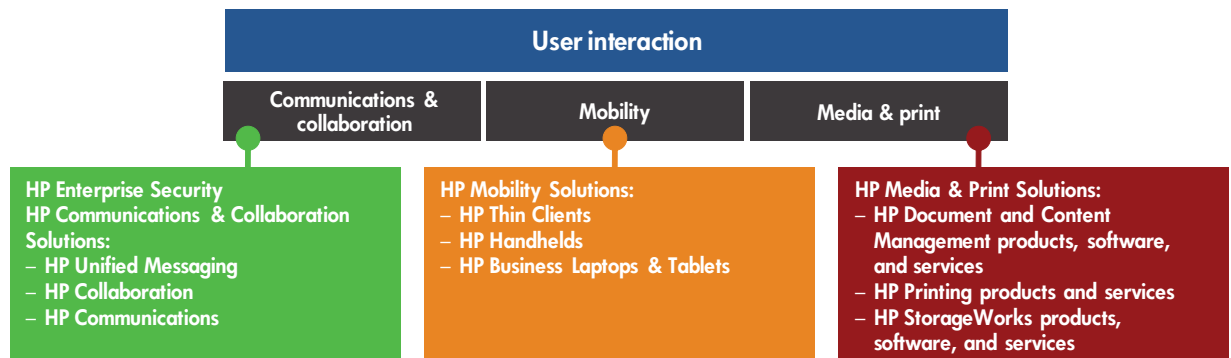 User interaction
Communications &
collaboration
Mobility
Media & print
HP Enterprise Security
HP Communications & Collaboration
Solutions:
– HP Unified Messaging
– HP Collaboration
– HP Communications
HP Mobility Solutions:
– HP Thin Clients
– HP Handhelds
– HP Business Laptops & Tablets
HP Media & Print Solutions:
– HP Document and Content
Management products, software,
and services
– HP Printing products and services
– HP StorageWorks products,
software, and services